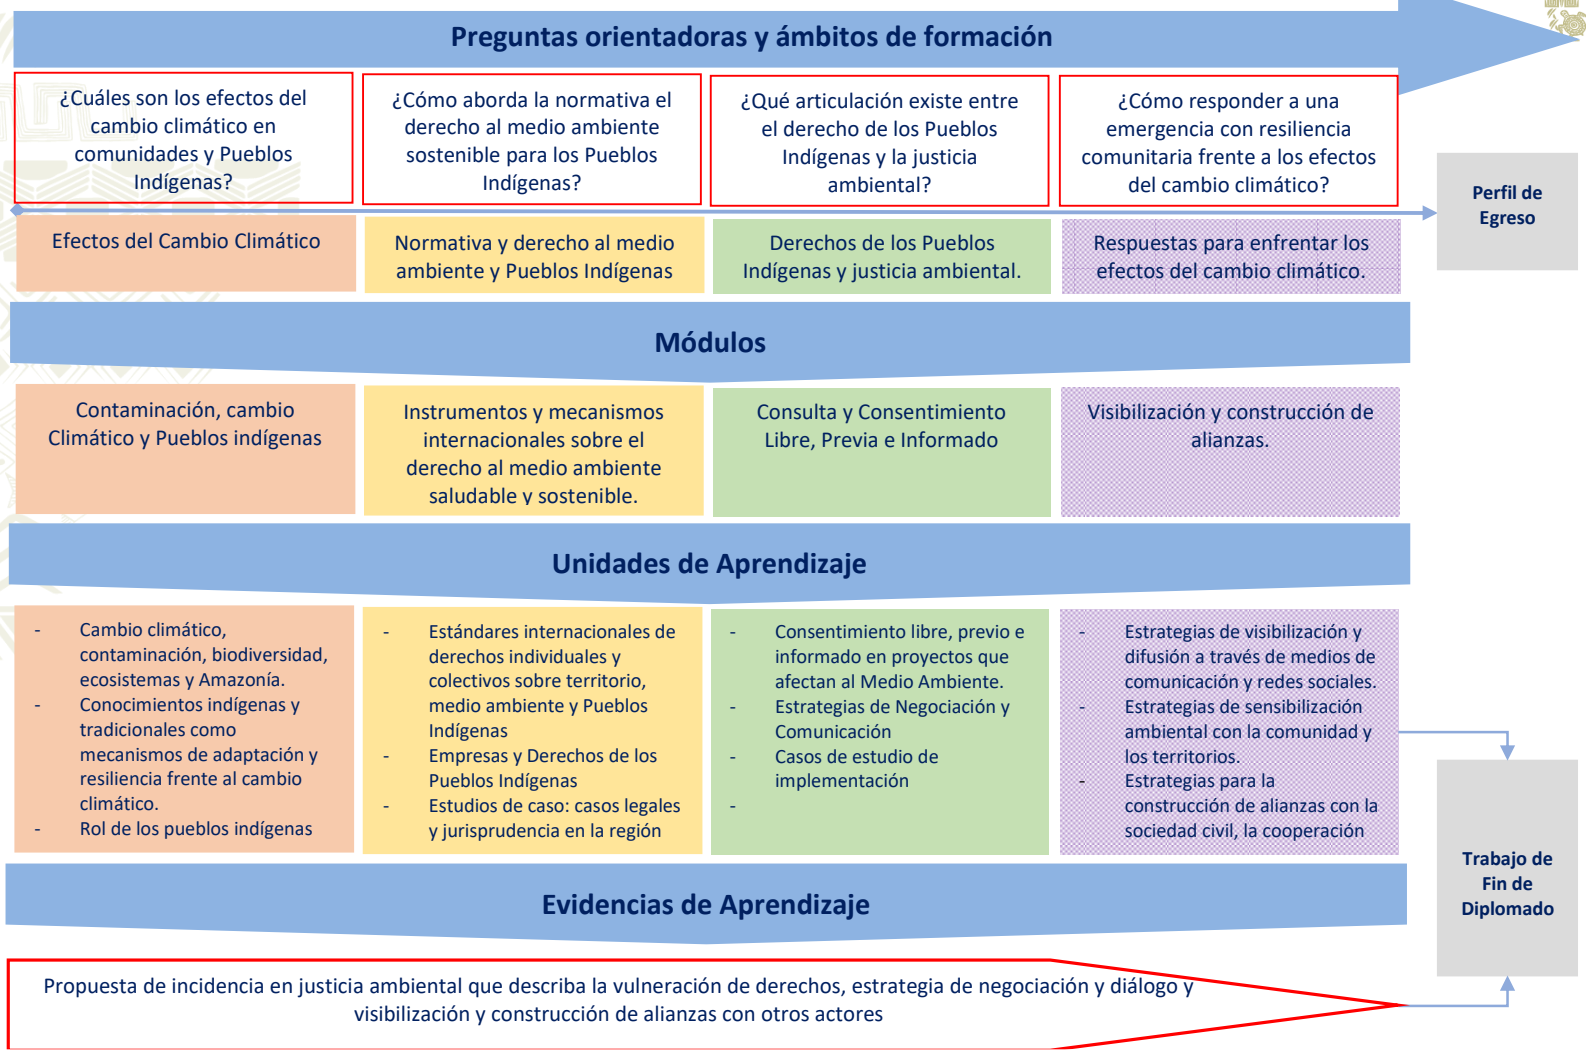 Preguntas orientadoras y ámbitos de formación
¿Cuáles son los efectos del
cambio climático en
comunidades y Pueblos
Indígenas?
¿Cómo aborda la normativa el
derecho al medio ambiente
sostenible para los Pueblos
Indígenas?
¿Qué articulación existe entre
el derecho de los Pueblos
Indígenas y la justicia
ambiental?
¿Cómo responder a una
emergencia con resiliencia
comunitaria frente a los efectos
del cambio climático?
Perfil de
Egreso
Efectos del Cambio Climático
Normativa y derecho al medio
ambiente y Pueblos Indígenas
Derechos de los Pueblos
Indígenas y justicia ambiental.
Respuestas para enfrentar los
efectos del cambio climático.
Módulos
Contaminación, cambio
Climático y Pueblos indígenas
Instrumentos y mecanismos
internacionales sobre el
derecho al medio ambiente
saludable y sostenible.
Consulta y Consentimiento
Libre, Previa e Informado
Visibilización y construcción de
alianzas.
Unidades de Aprendizaje
- Cambio climático,
contaminación, biodiversidad,
ecosistemas y Amazonía.
- Conocimientos indígenas y
tradicionales como
mecanismos de adaptación y
resiliencia frente al cambio
climático.
- Rol de los pueblos indígenas
- Estándares internacionales de
derechos individuales y
colectivos sobre territorio,
medio ambiente y Pueblos
Indígenas
- Empresas y Derechos de los
Pueblos Indígenas
- Estudios de caso: casos legales
y jurisprudencia en la región
- Consentimiento libre, previo e
informado en proyectos que
afectan al Medio Ambiente.
- Estrategias de Negociación y
Comunicación
- Casos de estudio de
implementación
-
- Estrategias de visibilización y
difusión a través de medios de
comunicación y redes sociales.
- Estrategias de sensibilización
ambiental con la comunidad y
los territorios.
- Estrategias para la
construcción de alianzas con la
sociedad civil, la cooperación
Trabajo de
Fin de
Diplomado
Evidencias de Aprendizaje
Propuesta de incidencia en justicia ambiental que describa la vulneración de derechos, estrategia de negociación y diálogo y
visibilización y construcción de alianzas con otros actores